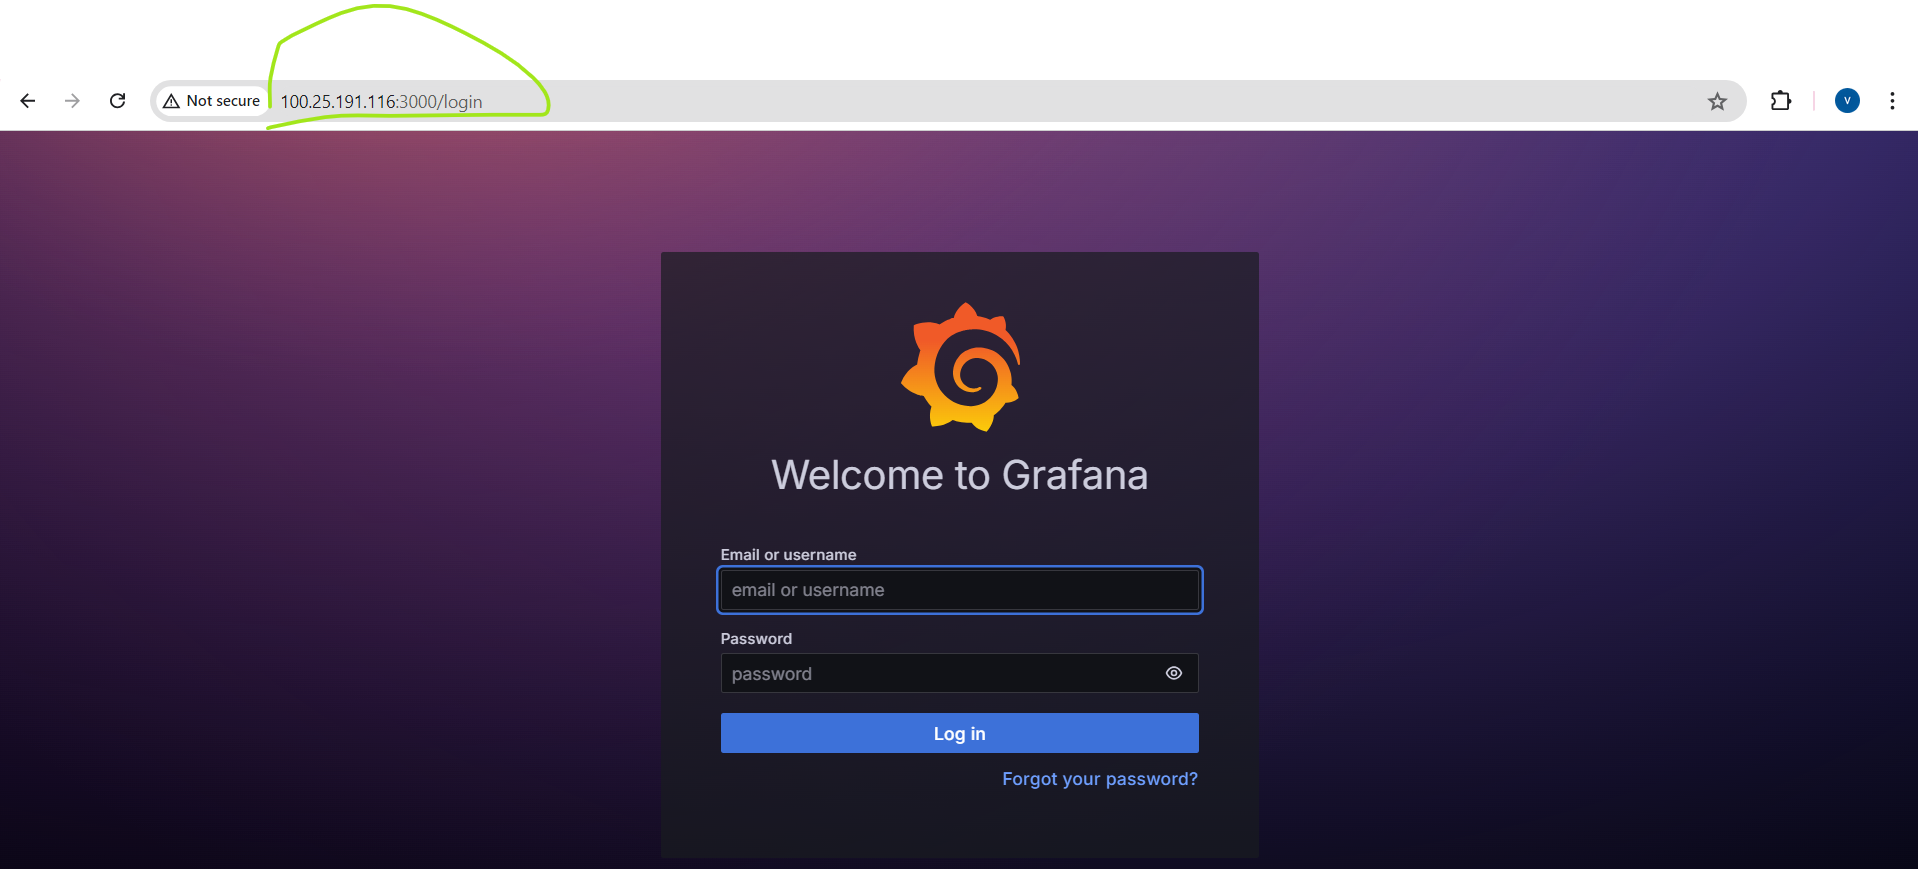 Not secure 100.25.191.116:3000/login
V
Welcome to Grafana
Email or username
email or username
Password
password
Log in
Forgot your password?